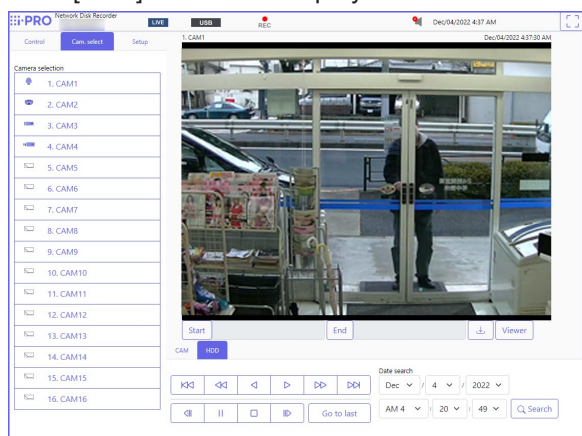 i-PRO Network Disk Recorder
LIVE
USB
REC
Dec/04/2022 4:37 AM
Control
Cam. select
Setup
1. CAM1
Dec/04/2022 4:37:30 AM
Camera selection
1. CAM1
2. CAM2
3. CAM3
4. CAM4
5. CAM5
6. CAM6
7. CAM7
8. CAM8
9. CAM9
10. CAM10
11. CAM11
12. CAM12
13. CAM13
14. CAM14
15. CAM15
16. CAM16
Start
End
Viewer
CAM
HDD
Go to last
Date search
Dec / 4 / 2022
AM 4 : 20 : 49
Search